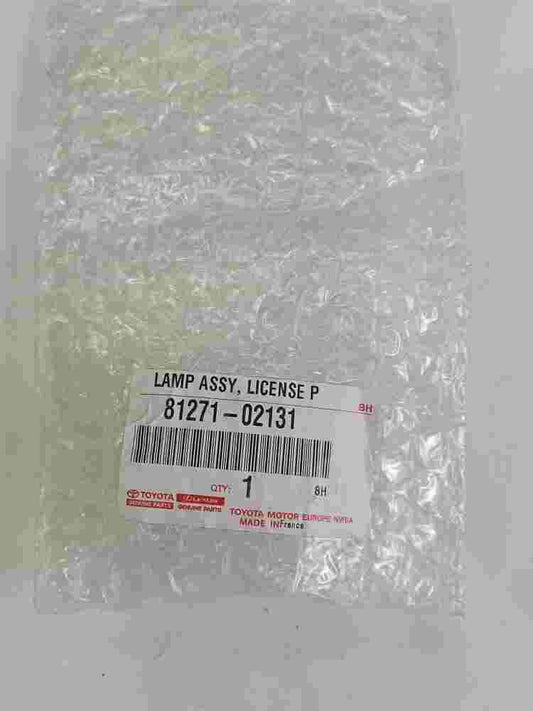 LAMP ASSY, LICENSE P
8H
81271-02131
QTY: 1 8H
TOYOTA LEXUS
GENUINE PARTS GENUINE PARTS
TOYOTA MOTOR EUROPE NV/SA
MADE IN France